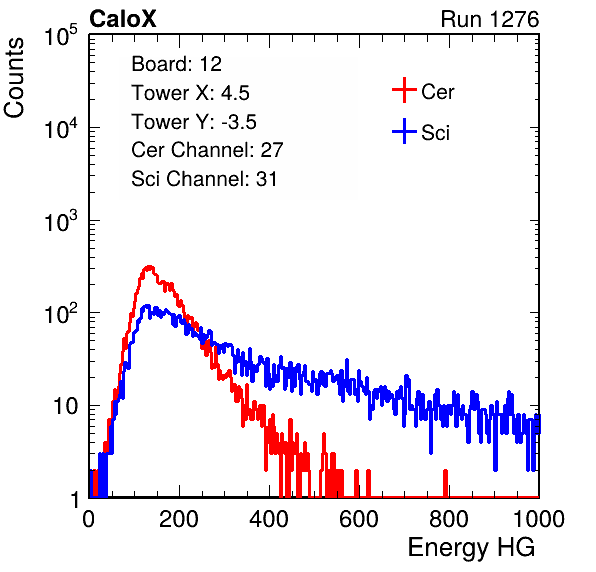 CaloX Run 1276
Counts
10^5
10^4
10^3
10^2
10
1
Board: 12
Tower X: 4.5
Tower Y: -3.5
Cer Channel: 27
Sci Channel: 31
Cer
Sci
0 200 400 600 800 1000
Energy HG